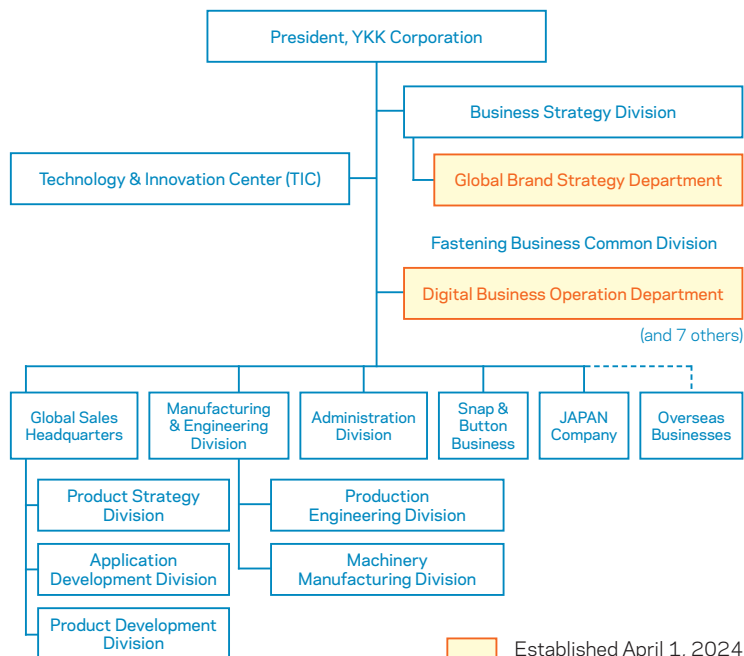 President, YKK Corporation
Business Strategy Division
Technology & Innovation Center (TIC)
Global Brand Strategy Department
Fastening Business Common Division
Digital Business Operation Department
(and 7 others)
Global Sales
Headquarters
Manufacturing
& Engineering
Division
Administration
Division
Snap &
Button
Business
JAPAN
Company
Overseas
Businesses
Product Strategy
Division
Production
Engineering Division
Application
Development Division
Machinery
Manufacturing Division
Product Development
Division
Established April 1, 2024